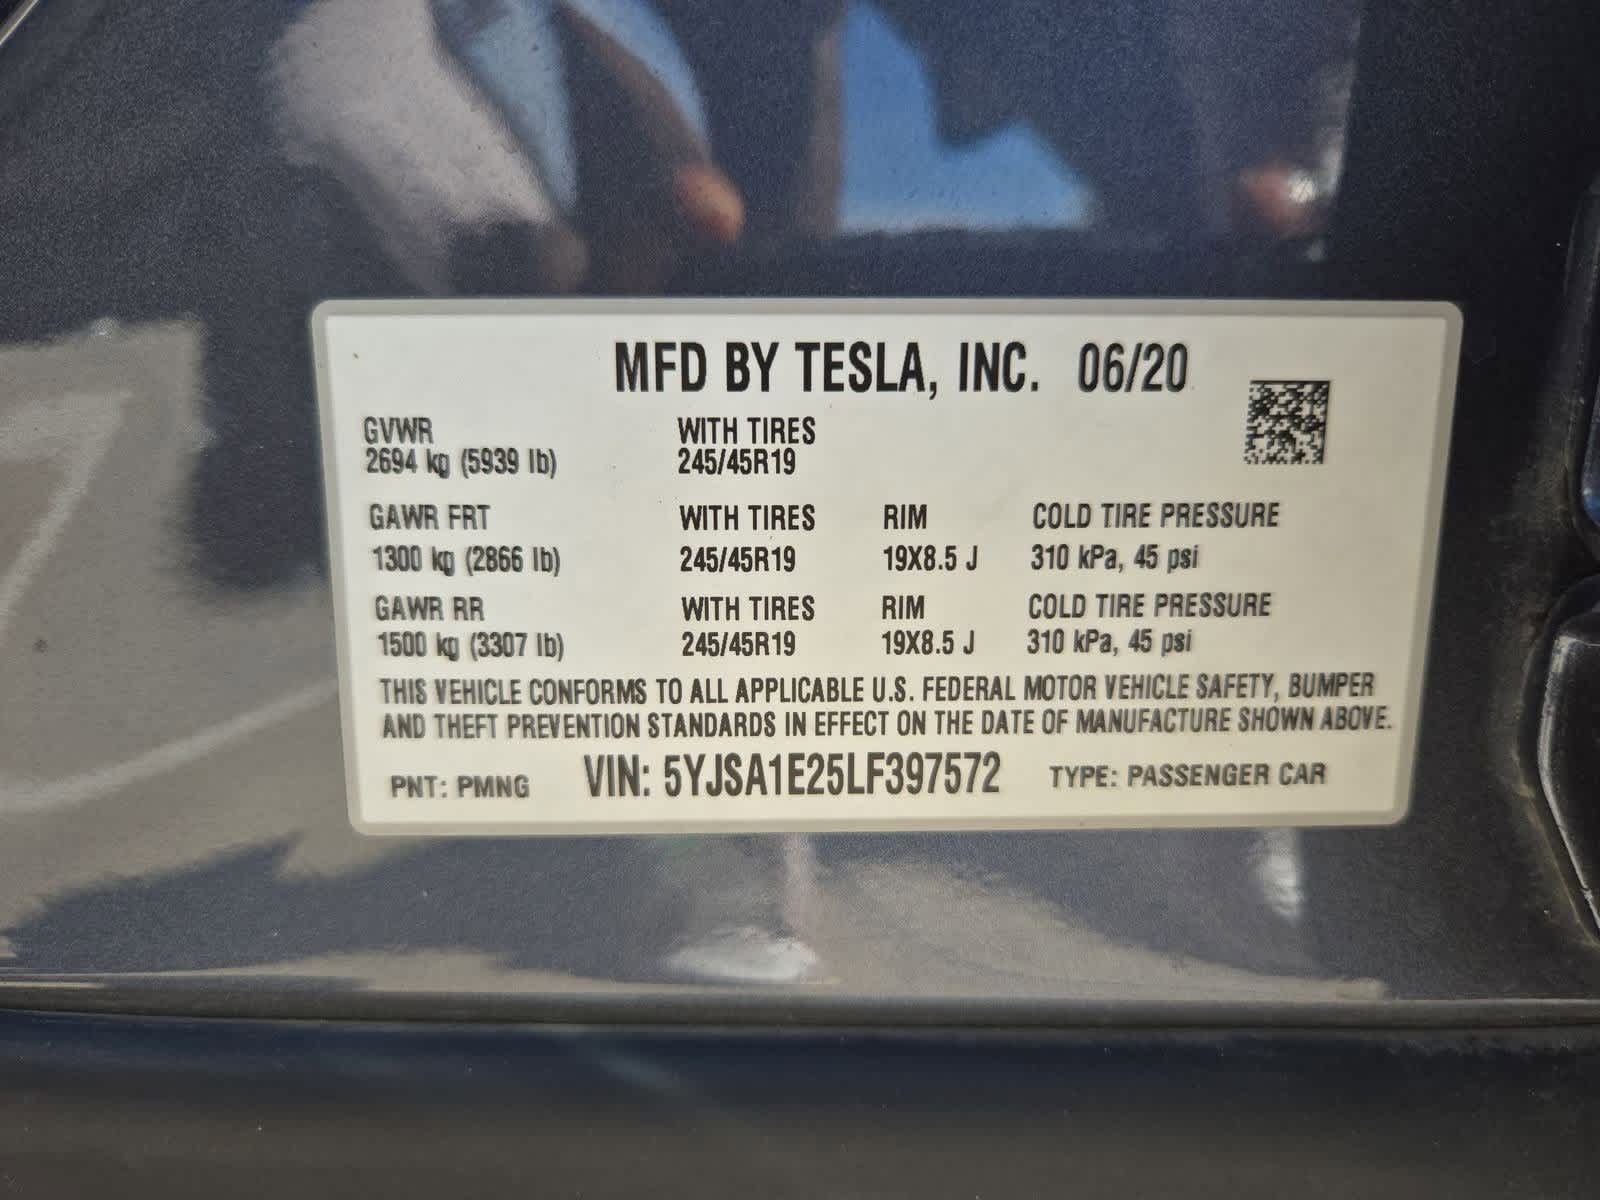 MFD BY TESLA, INC. 06/20
GVWR WITH TIRES
2694 kg (5939 lb) 245/45R19
GAWR FRT WITH TIRES RIM COLD TIRE PRESSURE
1300 kg (2866 lb) 245/45R19 19X8.5 J 310 kPa, 45 psi
GAWR RR WITH TIRES RIM COLD TIRE PRESSURE
1500 kg (3307 lb) 245/45R19 19X8.5 J 310 kPa, 45 psi
THIS VEHICLE CONFORMS TO ALL APPLICABLE U.S. FEDERAL MOTOR VEHICLE SAFETY, BUMPER
AND THEFT PREVENTION STANDARDS IN EFFECT ON THE DATE OF MANUFACTURE SHOWN ABOVE.
PNT: PMNG VIN: 5YJSA1E25LF397572 TYPE: PASSENGER CAR